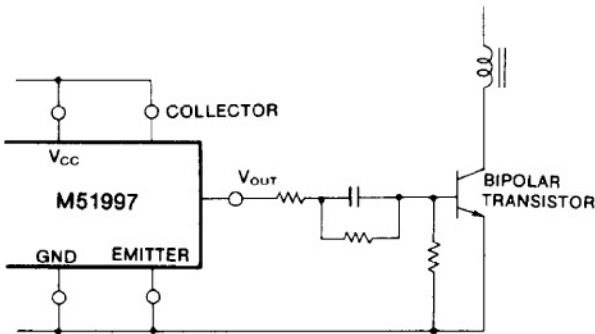 COLLECTOR
VCC
M51997
VOUT
BIPOLAR
TRANSISTOR
GND EMITTER